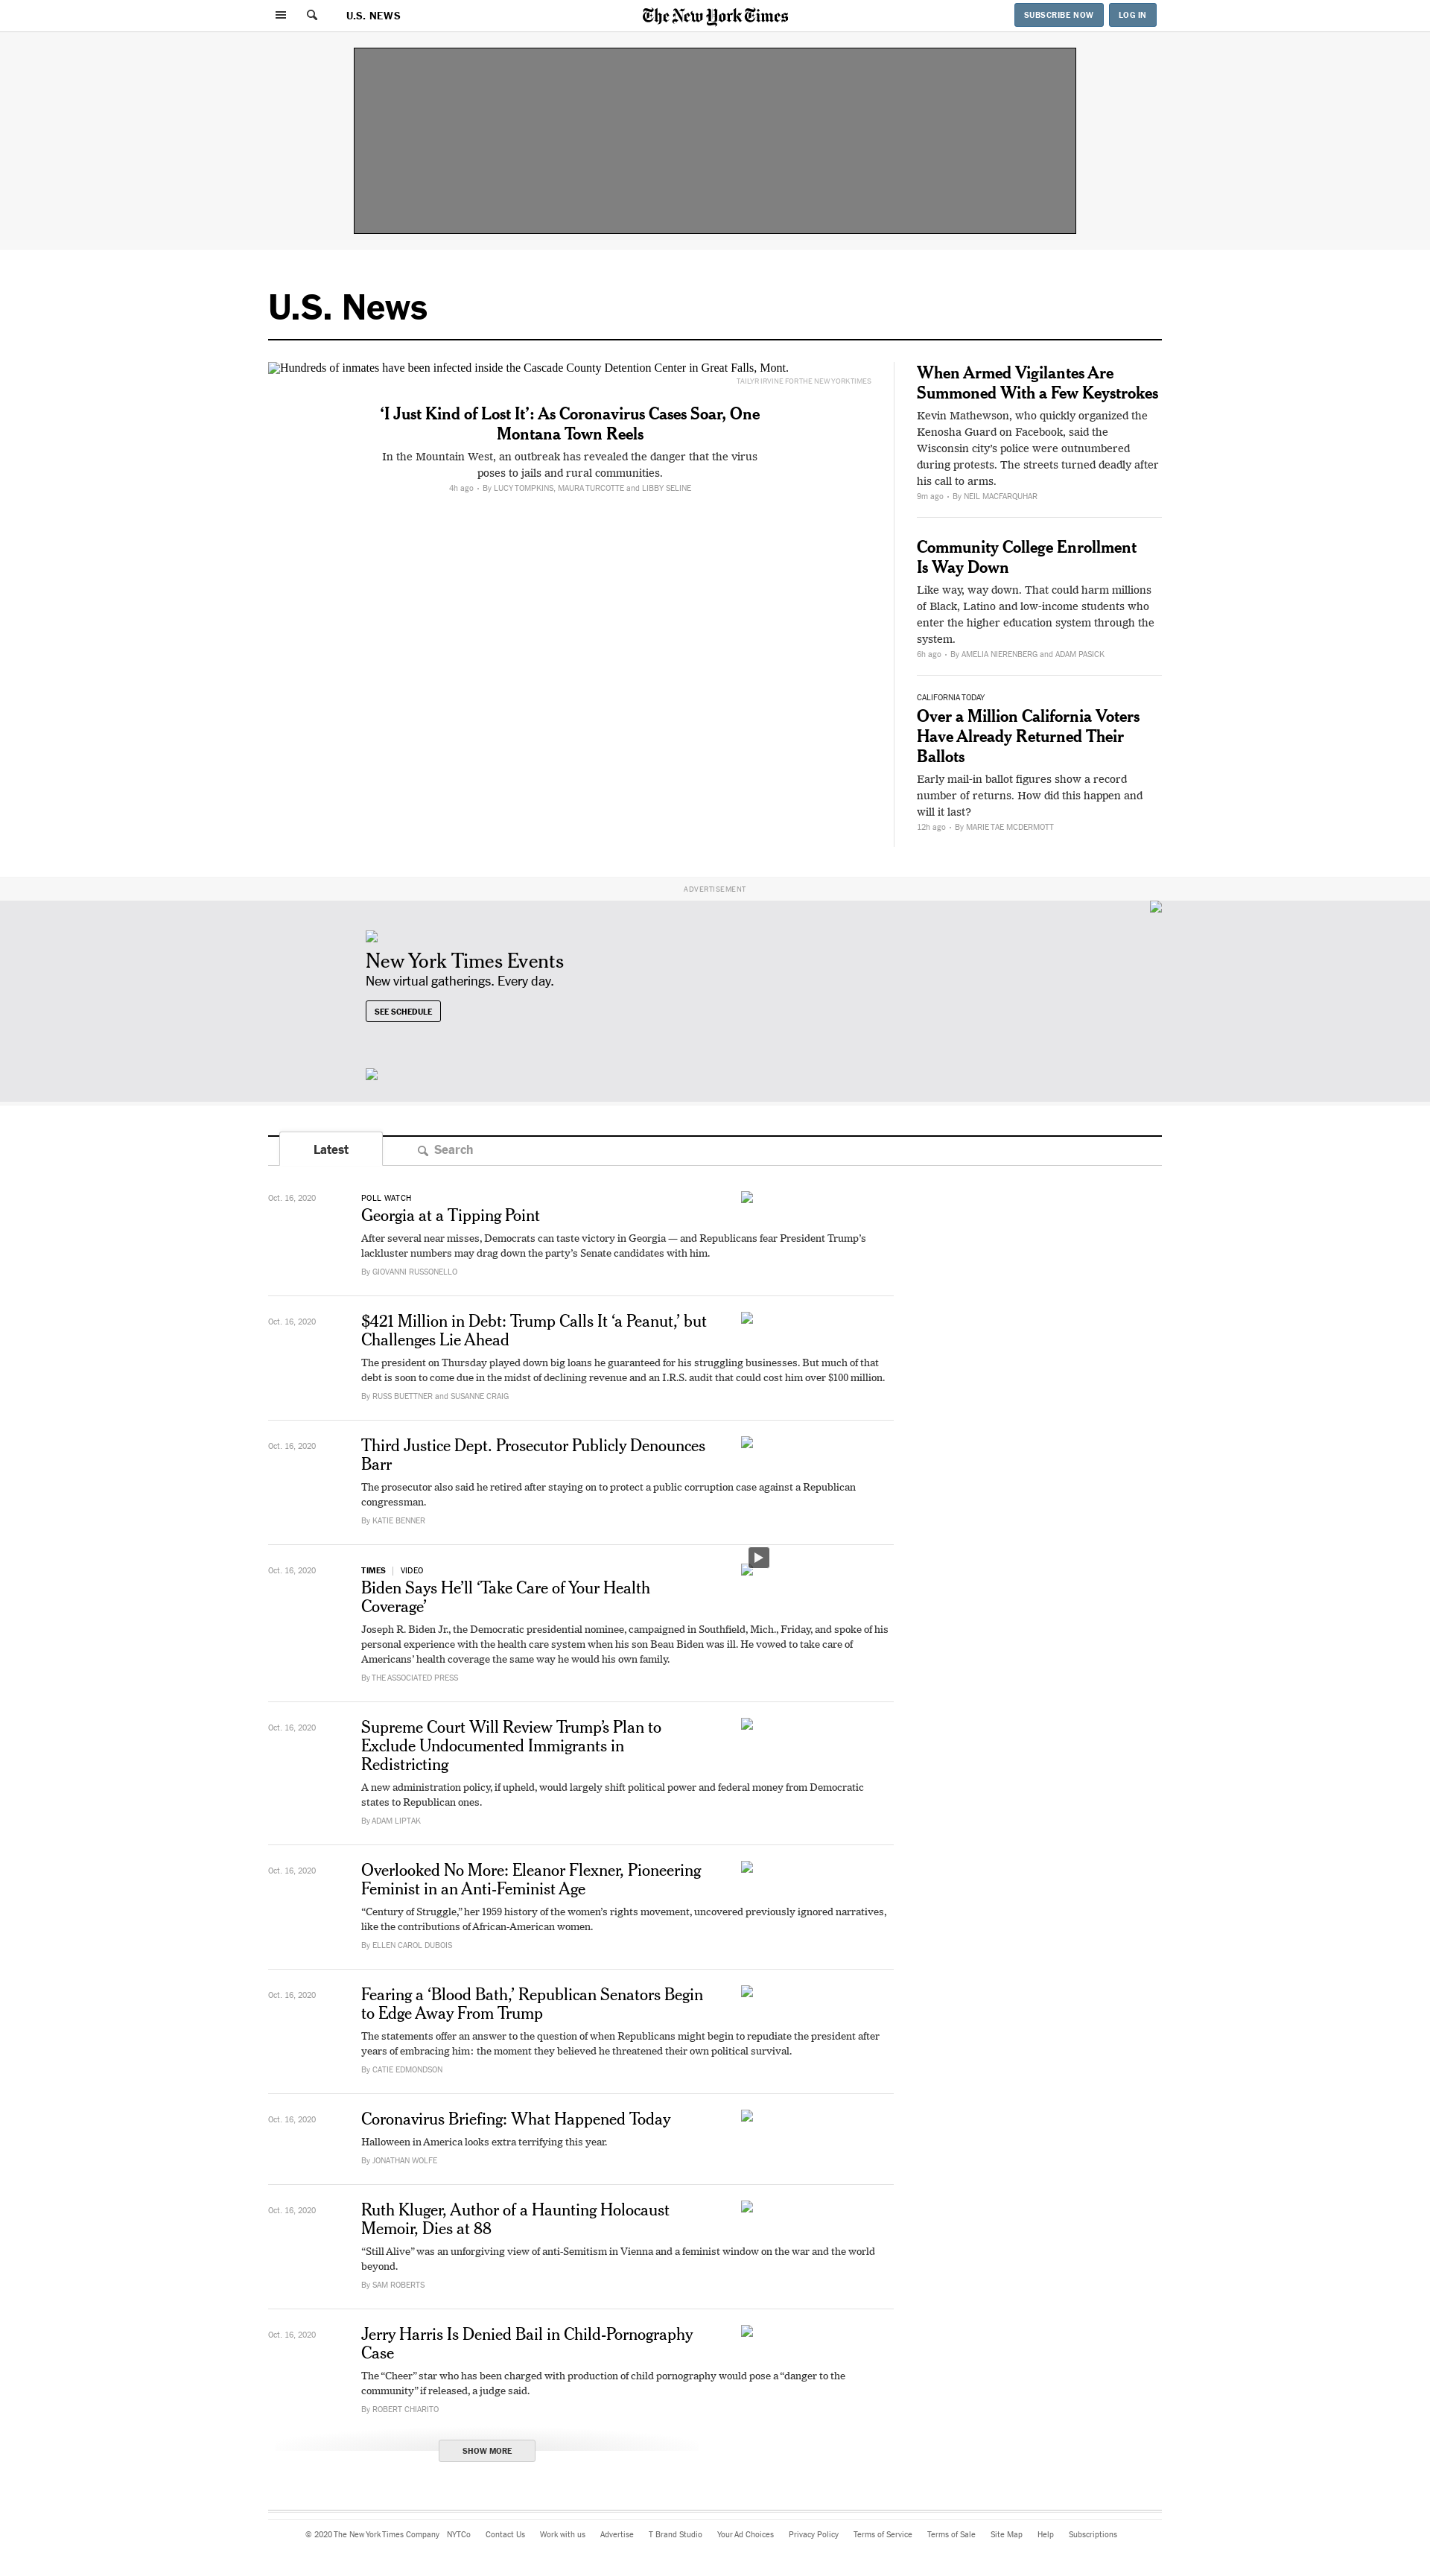 U.S. NEWS
The New York Times
SUBSCRIBE NOW
LOG IN
U.S. News
Hundreds of inmates have been infected inside the Cascade County Detention Center in Great Falls, Mont.
TAILYR IRVINE FOR THE NEW YORK TIMES
‘I Just Kind of Lost It’: As Coronavirus Cases Soar, One
Montana Town Reels
In the Mountain West, an outbreak has revealed the danger that the virus
poses to jails and rural communities.
4h ago • By LUCY TOMPKINS, MAURA TURCOTTE and LIBBY SELINE
When Armed Vigilantes Are
Summoned With a Few Keystrokes
Kevin Mathewson, who quickly organized the
Kenosha Guard on Facebook, said the
Wisconsin city’s police were outnumbered
during protests. The streets turned deadly after
his call to arms.
9m ago • By NEIL MACFARQUHAR
Community College Enrollment
Is Way Down
Like way, way down. That could harm millions
of Black, Latino and low-income students who
enter the higher education system through the
system.
6h ago • By AMELIA NIERENBERG and ADAM PASICK
CALIFORNIA TODAY
Over a Million California Voters
Have Already Returned Their
Ballots
Early mail-in ballot figures show a record
number of returns. How did this happen and
will it last?
12h ago • By MARIE TAE MCDERMOTT
ADVERTISEMENT
New York Times Events
New virtual gatherings. Every day.
SEE SCHEDULE
Latest
Search
Oct. 16, 2020
POLL WATCH
Georgia at a Tipping Point
After several near misses, Democrats can taste victory in Georgia — and Republicans fear President Trump’s
lackluster numbers may drag down the party’s Senate candidates with him.
By GIOVANNI RUSSONELLO
Oct. 16, 2020
$421 Million in Debt: Trump Calls It ‘a Peanut,’ but
Challenges Lie Ahead
The president on Thursday played down big loans he guaranteed for his struggling businesses. But much of that
debt is soon to come due in the midst of declining revenue and an I.R.S. audit that could cost him over $100 million.
By RUSS BUETTNER and SUSANNE CRAIG
Oct. 16, 2020
Third Justice Dept. Prosecutor Publicly Denounces
Barr
The prosecutor also said he retired after staying on to protect a public corruption case against a Republican
congressman.
By KATIE BENNER
Oct. 16, 2020
TIMES | VIDEO
Biden Says He’ll ‘Take Care of Your Health
Coverage’
Joseph R. Biden Jr., the Democratic presidential nominee, campaigned in Southfield, Mich., Friday, and spoke of his
personal experience with the health care system when his son Beau Biden was ill. He vowed to take care of
Americans’ health coverage the same way he would his own family.
By THE ASSOCIATED PRESS
Oct. 16, 2020
Supreme Court Will Review Trump’s Plan to
Exclude Undocumented Immigrants in
Redistricting
A new administration policy, if upheld, would largely shift political power and federal money from Democratic
states to Republican ones.
By ADAM LIPTAK
Oct. 16, 2020
Overlooked No More: Eleanor Flexner, Pioneering
Feminist in an Anti-Feminist Age
“Century of Struggle,” her 1959 history of the women’s rights movement, uncovered previously ignored narratives,
like the contributions of African-American women.
By ELLEN CAROL DUBOIS
Oct. 16, 2020
Fearing a ‘Blood Bath,’ Republican Senators Begin
to Edge Away From Trump
The statements offer an answer to the question of when Republicans might begin to repudiate the president after
years of embracing him: the moment they believed he threatened their own political survival.
By CATIE EDMONDSON
Oct. 16, 2020
Coronavirus Briefing: What Happened Today
Halloween in America looks extra terrifying this year.
By JONATHAN WOLFE
Oct. 16, 2020
Ruth Kluger, Author of a Haunting Holocaust
Memoir, Dies at 88
“Still Alive” was an unforgiving view of anti-Semitism in Vienna and a feminist window on the war and the world
beyond.
By SAM ROBERTS
Oct. 16, 2020
Jerry Harris Is Denied Bail in Child-Pornography
Case
The “Cheer” star who has been charged with production of child pornography would pose a “danger to the
community” if released, a judge said.
By ROBERT CHIARITO
SHOW MORE
© 2020 The New York Times Company NYTCo Contact Us Work with us Advertise T Brand Studio Your Ad Choices Privacy Policy Terms of Service Terms of Sale Site Map Help Subscriptions